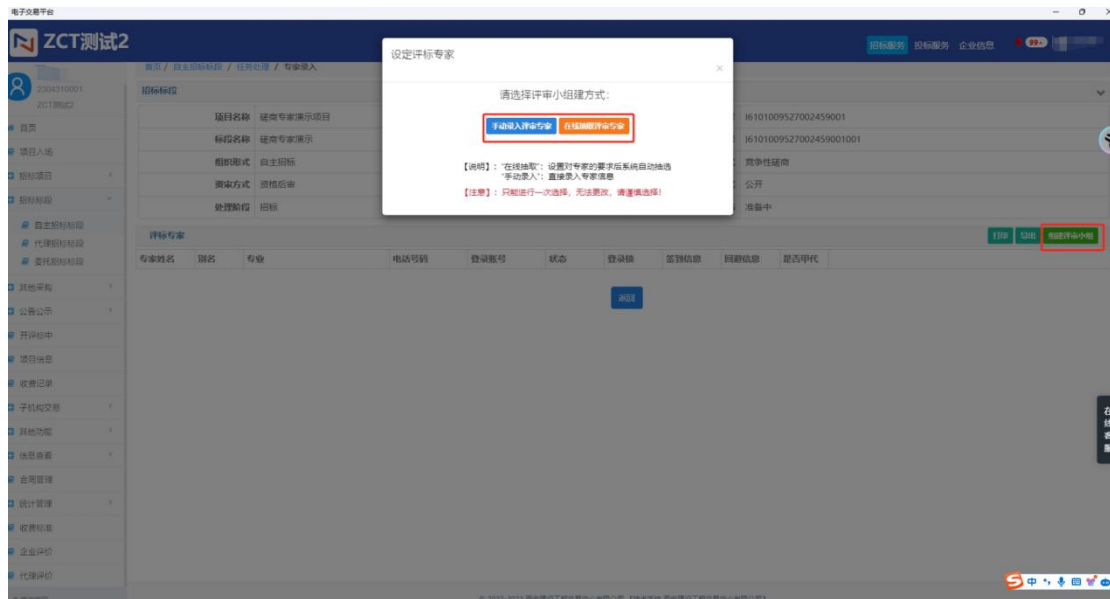 电子交易平台
ZCT测试2
招标服务 投标服务 企业信息 99+
2304310001
ZCT测试2
首页 / 自主招标标段 / 任务处理 / 专家录入
设定评标专家
×
请选择评审小组建方式:
手动录入评审专家 在线抽取评审专家
【说明】:"在线抽取":设置对专家的要求后系统自动抽选
"手动录入":直接录入专家信息
【注意】:只能进行一次选择,无法更改,请谨慎选择!
招标标段
项目名称 磋商专家演示项目 I6101009527002459001
标段名称 磋商专家演示 I6101009527002459001001
组织形式 自主招标 竞争性磋商
资审方式 资格后审 公开
处理阶段 招标 准备中
评标专家 打印 导出 组建评审小组
专家姓名 别名 专业 电话号码 登录账号 状态 登录锁 签到信息 回避信息 是否甲代
返回
首页
项目入场
招标项目
招标标段
自主招标标段
代理招标标段
委托招标标段
其他采购
公告公示
开评标中
项目信息
收费记录
子机构交易
其他功能
信息查看
合同管理
统计管理
收费标准
企业评价
代理评价
在线客服
中